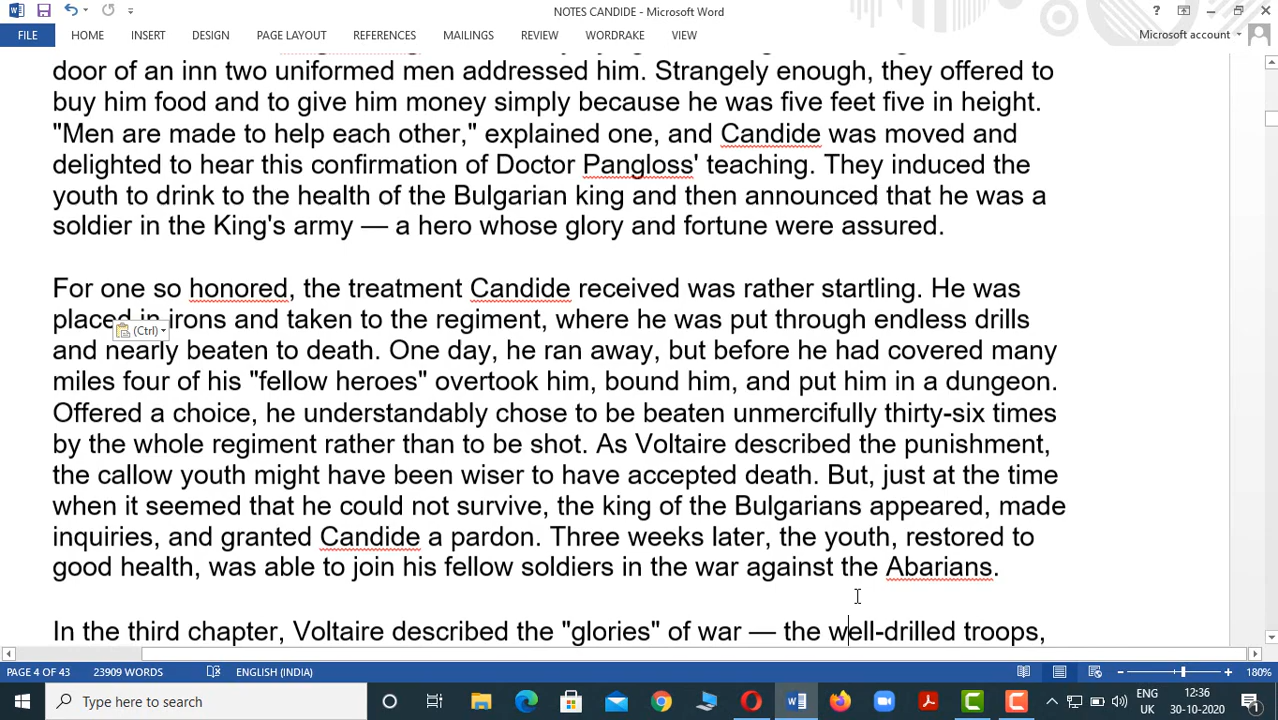 NOTES CANDIDE - Microsoft Word
?
FILE HOME INSERT DESIGN PAGE LAYOUT REFERENCES MAILINGS REVIEW WORDRAKE VIEW Microsoft account
door of an inn two uniformed men addressed him. Strangely enough, they offered to
buy him food and to give him money simply because he was five feet five in height.
"Men are made to help each other," explained one, and Candide was moved and
delighted to hear this confirmation of Doctor Pangloss' teaching. They induced the
youth to drink to the health of the Bulgarian king and then announced that he was a
soldier in the King's army — a hero whose glory and fortune were assured.
For one so honored, the treatment Candide received was rather startling. He was
placed in irons and taken to the regiment, where he was put through endless drills
(Ctrl)
and nearly beaten to death. One day, he ran away, but before he had covered many
miles four of his "fellow heroes" overtook him, bound him, and put him in a dungeon.
Offered a choice, he understandably chose to be beaten unmercifully thirty-six times
by the whole regiment rather than to be shot. As Voltaire described the punishment,
the callow youth might have been wiser to have accepted death. But, just at the time
when it seemed that he could not survive, the king of the Bulgarians appeared, made
inquiries, and granted Candide a pardon. Three weeks later, the youth, restored to
good health, was able to join his fellow soldiers in the war against the Abarians.
In the third chapter, Voltaire described the "glories" of war — the well-drilled troops,
PAGE 4 OF 43 23909 WORDS ENGLISH (INDIA) 180%
Type here to search
ENG 12:36
UK 30-10-2020
1